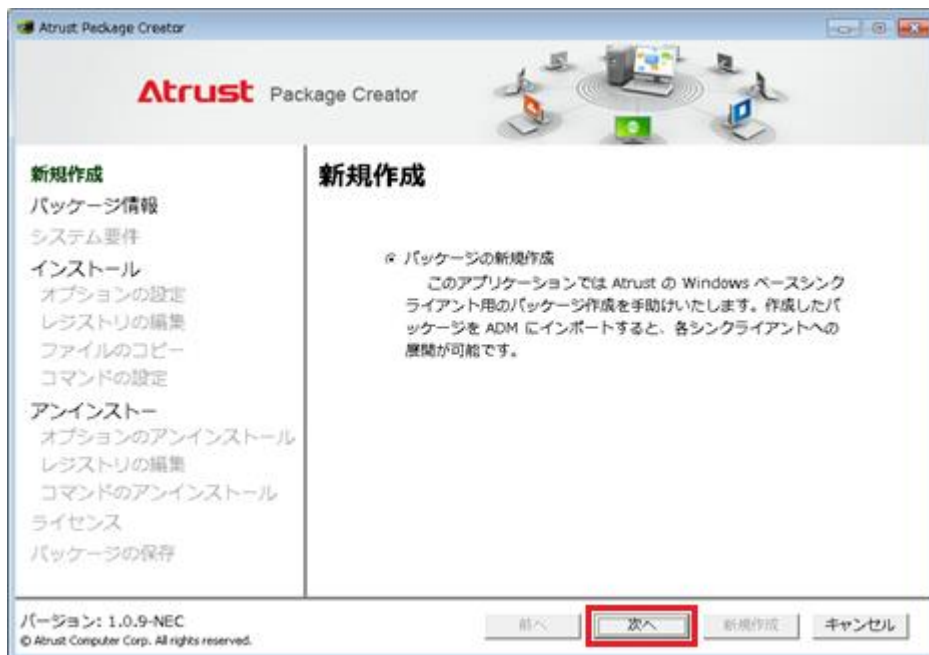 Atrust Package Creator
Atrust Package Creator
新規作成
パッケージ情報
システム要件
インストール
オプションの設定
レジストリの編集
ファイルのコピー
コマンドの設定
アンインストー
オプションのアンインストール
レジストリの編集
コマンドのアンインストール
ライセンス
パッケージの保存
新規作成
パッケージの新規作成
このアプリケーションでは Atrust の Windows ベースシンク
ライアント用のパッケージ作成を手助けいたします。作成したパ
ッケージを ADM にインポートすると、各シンクライアントへの
展開が可能です。
バージョン: 1.0.9-NEC
© Atrust Computer Corp. All rights reserved.
前へ 次へ 新規作成 キャンセル